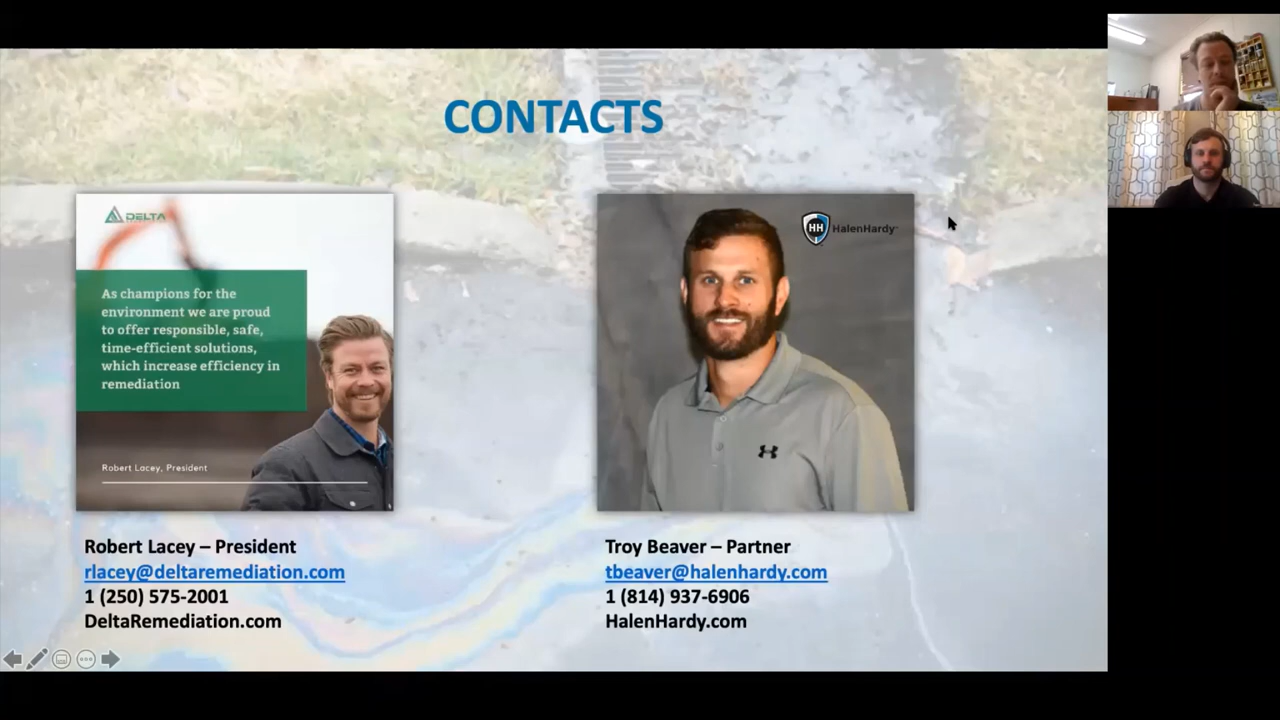 CONTACTS
DELTA
As champions for the
environment we are proud
to offer responsible, safe,
time-efficient solutions,
which increase efficiency in
remediation
Robert Lacey, President
HH HalenHardy
Robert Lacey – President
rlacey@deltaremediation.com
1 (250) 575-2001
DeltaRemediation.com
Troy Beaver – Partner
tbeaver@halenhardy.com
1 (814) 937-6906
HalenHardy.com